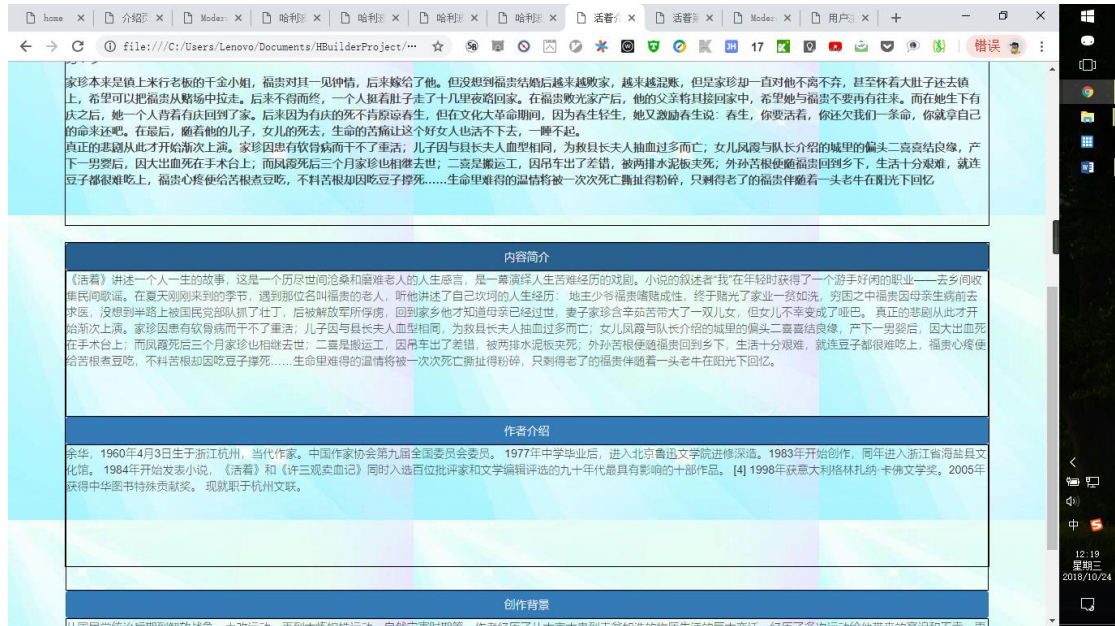 home
介绍
Moder
哈利
哈利
哈利
哈利
活着
活着
Moder
用户
file:///C:/Users/Lenovo/Documents/HBuilderProject/…
17
错误
家珍本来是镇上米行老板的千金小姐，福贵对其一见钟情，后来嫁给了他。但没想到福贵结婚后越来越败家，越来越混账，但是家珍却一直对他不离不弃，甚至怀着大肚子还去镇
上，希望可以把福贵从赌场中拉走。后来不得而终，一个人挺着肚子走了十几里夜路回家。在福贵败光家产后，他的父亲将其接回家中，希望她与福贵不要再有往来。而在她生下有
庆之后，她一个人背着有庆回到了家。后来因为有庆的死不肯原谅春生，但在文化大革命期间，因为春生轻生，她又激励春生说：春生，你要活着，你还欠我们一条命，你就拿自己
的命来还吧。在最后，随着他的儿子，女儿的死去，生命的苦痛让这个好女人也活不下去，一睡不起。
真正的悲剧从此才开始渐次上演。家珍因患有软骨病而干不了重活；儿子因与县长夫人血型相同，为救县长夫人抽血过多而亡；女儿凤霞与队长介绍的城里的偏头二喜喜结良缘，产
下一男婴后，因大出血死在手术台上；而凤霞死后三个月家珍也相继去世；二喜是搬运工，因吊车出了差错，被两排水泥板夹死；外孙苦根便随福贵回到乡下，生活十分艰难，就连
豆子都很难吃上，福贵心疼便给苦根煮豆吃，不料苦根却因吃豆子撑死……生命里难得的温情将被一次次死亡撕扯得粉碎，只剩得老了的福贵伴随着一头老牛在阳光下回忆
内容简介
《活着》讲述一个人一生的故事，这是一个历尽世间沧桑和磨难老人的人生感言，是一幕演绎人生苦难经历的戏剧。小说的叙述者“我”在年轻时获得了一个游手好闲的职业——去乡间收
集民间歌谣。在夏天刚刚来到的季节，遇到那位名叫福贵的老人，听他讲述了自己坎坷的人生经历： 地主少爷福贵嗜赌成性，终于赌光了家业一贫如洗，穷困之中福贵因母亲生病前去
求医，没想到半路上被国民党部队抓了壮丁，后被解放军所俘虏，回到家乡他才知道母亲已经过世，妻子家珍含辛茹苦带大了一双儿女，但女儿不幸变成了哑巴。 真正的悲剧从此才开
始渐次上演。家珍因患有软骨病而干不了重活；儿子因与县长夫人血型相同，为救县长夫人抽血过多而亡；女儿凤霞与队长介绍的城里的偏头二喜喜结良缘，产下一男婴后，因大出血死
在手术台上；而凤霞死后三个月家珍也相继去世；二喜是搬运工，因吊车出了差错，被两排水泥板夹死；外孙苦根便随福贵回到乡下，生活十分艰难，就连豆子都很难吃上，福贵心疼便
给苦根煮豆吃，不料苦根却因吃豆子撑死……生命里难得的温情将被一次次死亡撕扯得粉碎，只剩得老了的福贵伴随着一头老牛在阳光下回忆。
作者介绍
余华，1960年4月3日生于浙江杭州，当代作家。中国作家协会第九届全国委员会委员。 1977年中学毕业后，进入北京鲁迅文学院进修深造。1983年开始创作，同年进入浙江省海盐县文
化馆。 1984年开始发表小说，《活着》和《许三观卖血记》同时入选百位批评家和文学编辑评选的九十年代最具有影响的十部作品。 [4] 1998年获意大利格林扎纳·卡佛文学奖。2005年
获得中华图书特殊贡献奖。 现就职于杭州文联。
创作背景
中
12:19
星期三
2018/10/24